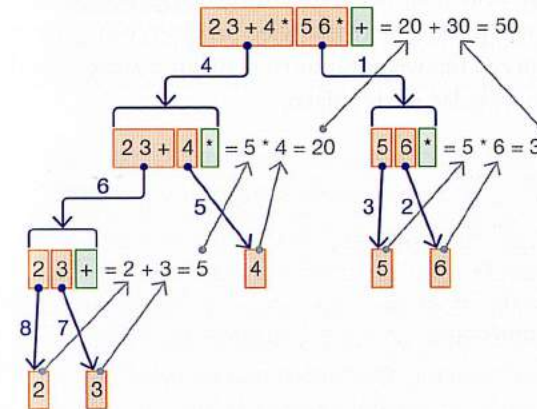 2 3 + 4 * 5 6 * + = 20 + 30 = 50
4 1
2 3 + 4 * = 5 * 4 = 20 5 6 * = 5 * 6 = 3
6 5 3 2
2 3 + = 2 + 3 = 5 4 5 6
8 7
2 3